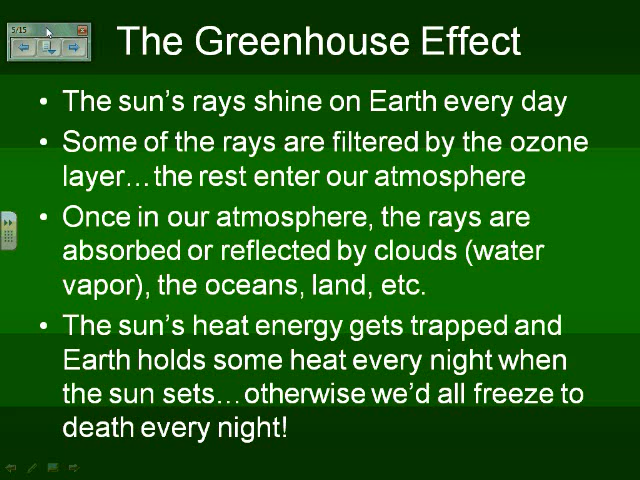 5/15
The Greenhouse Effect
• The sun's rays shine on Earth every day
• Some of the rays are filtered by the ozone
layer…the rest enter our atmosphere
• Once in our atmosphere, the rays are
absorbed or reflected by clouds (water
vapor), the oceans, land, etc.
• The sun's heat energy gets trapped and
Earth holds some heat every night when
the sun sets…otherwise we'd all freeze to
death every night!